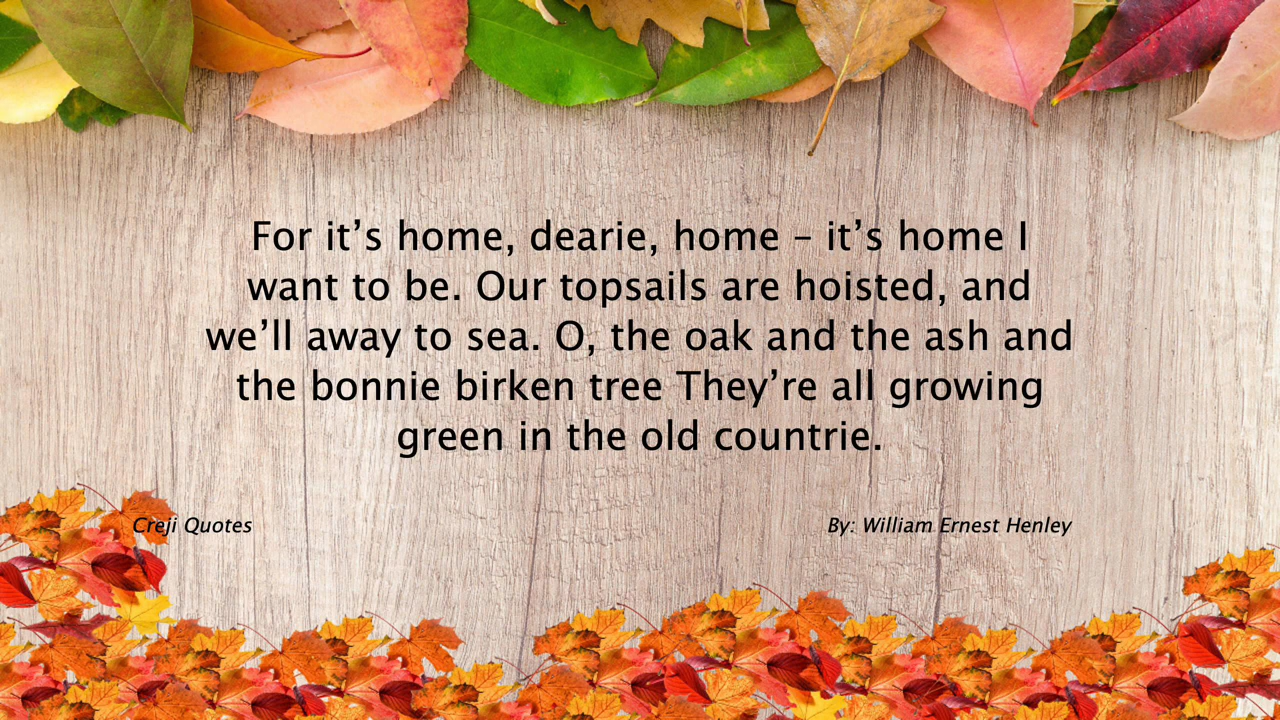 For it’s home, dearie, home – it’s home I
want to be. Our topsails are hoisted, and
we’ll away to sea. O, the oak and the ash and
the bonnie birken tree They’re all growing
green in the old countrie.
Creji Quotes
By: William Ernest Henley